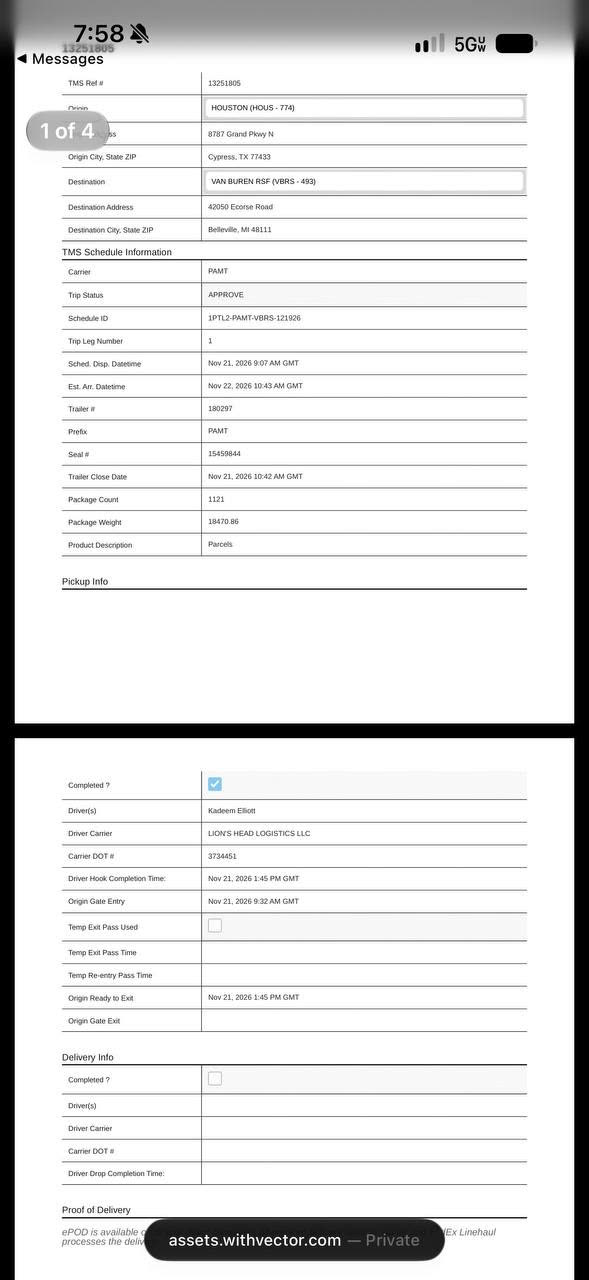 7:58
5G UW
Messages
13251805
TMS Ref # 13251805
Origin HOUSTON (HOUS - 774)
1 of 4
8787 Grand Pkwy N
Origin City, State ZIP Cypress, TX 77433
Destination VAN BUREN RSF (VBRS - 493)
Destination Address 42050 Ecorse Road
Destination City, State ZIP Belleville, MI 48111
TMS Schedule Information
Carrier PAMT
Trip Status APPROVE
Schedule ID 1PTL2-PAMT-VBRS-121926
Trip Leg Number 1
Sched. Disp. Datetime Nov 21, 2026 9:07 AM GMT
Est. Arr. Datetime Nov 22, 2026 10:43 AM GMT
Trailer # 180297
Prefix PAMT
Seal # 15459844
Trailer Close Date Nov 21, 2026 10:42 AM GMT
Package Count 1121
Package Weight 18470.86
Product Description Parcels
Pickup Info
Completed ?
Driver(s) Kadeem Elliott
Driver Carrier LION'S HEAD LOGISTICS LLC
Carrier DOT # 3734451
Driver Hook Completion Time: Nov 21, 2026 1:45 PM GMT
Origin Gate Entry Nov 21, 2026 9:32 AM GMT
Temp Exit Pass Used
Temp Exit Pass Time
Temp Re-entry Pass Time
Origin Ready to Exit Nov 21, 2026 1:45 PM GMT
Origin Gate Exit
Delivery Info
Completed ?
Driver(s)
Driver Carrier
Carrier DOT #
Driver Drop Completion Time:
Proof of Delivery
ePOD is available Linehaul
processes the
assets.withvector.com — Private